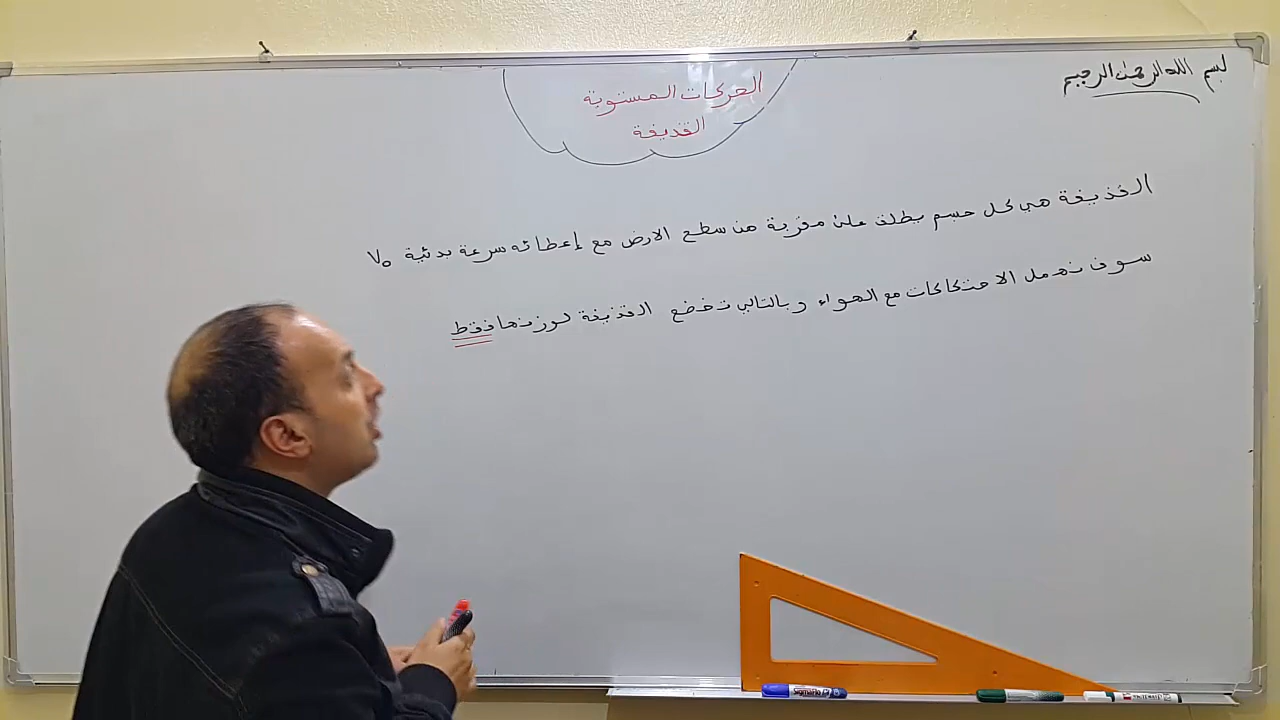 بسم الله الرحمن الرحيم
الحركات المستوية
القذيفة
القذيفة هي كل جسم يطلق على مقربة من سطح الارض مع إعطائه سرعة بدئية V₀
سوف نهمل الاحتكاكات مع الهواء وبالتالي تخضع القذيفة لوزنها فقط
SigmaFlo